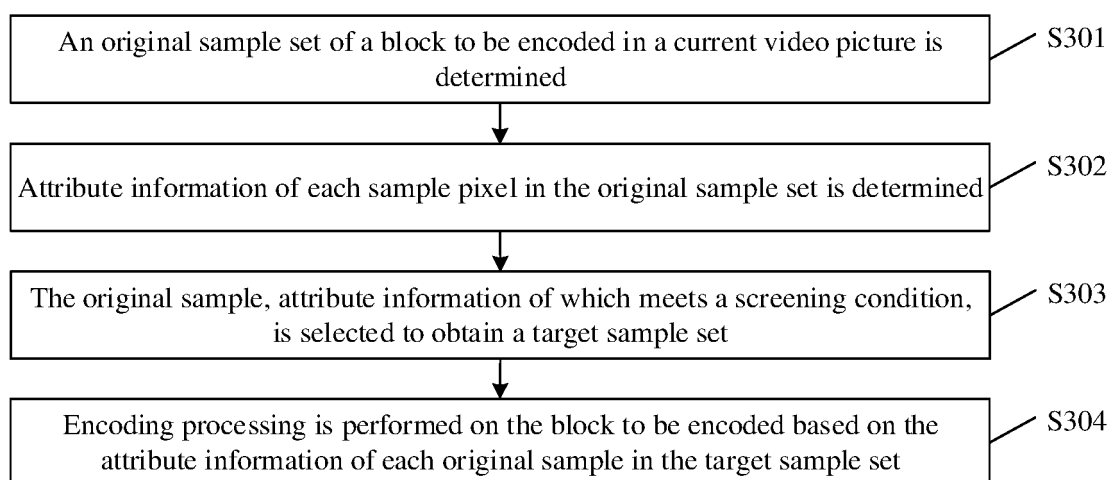 An original sample set of a block to be encoded in a current video picture is
determined
S301
Attribute information of each sample pixel in the original sample set is determined
S302
The original sample, attribute information of which meets a screening condition,
is selected to obtain a target sample set
S303
Encoding processing is performed on the block to be encoded based on the
attribute information of each original sample in the target sample set
S304